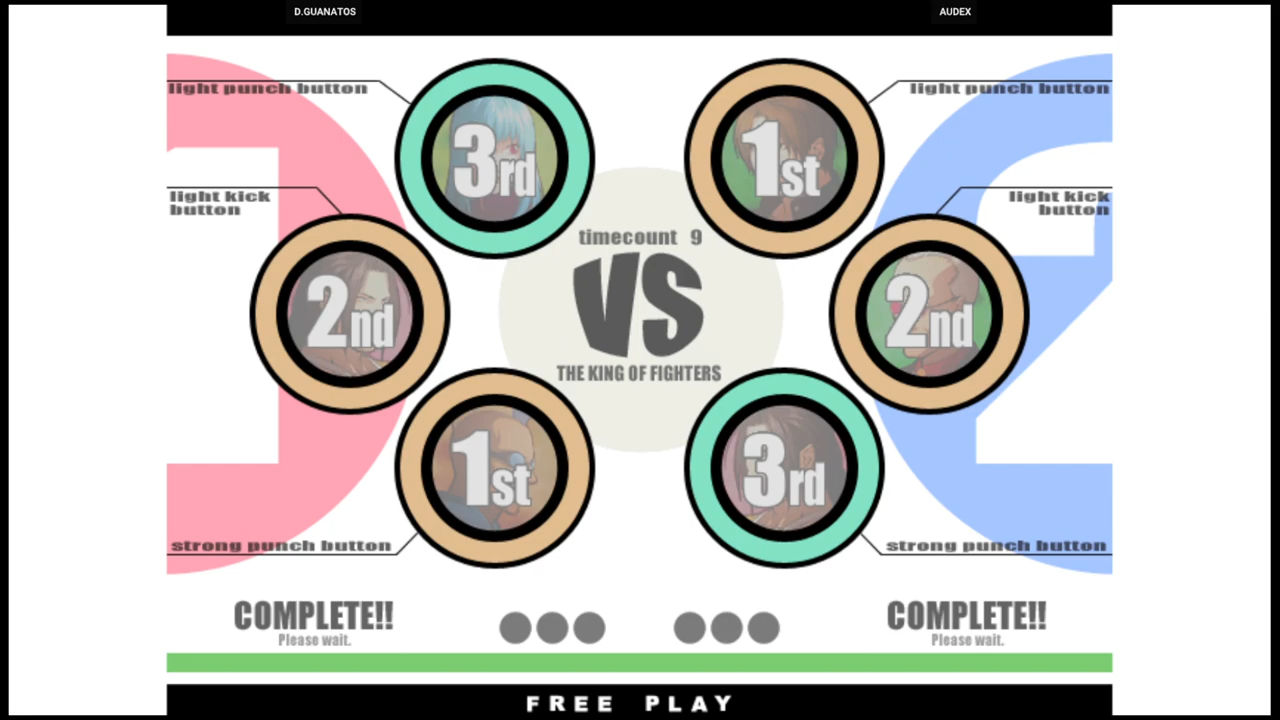 D.GUANATOS
AUDEX
light punch button
light punch button
3rd
1st
light kick
button
light kick
button
timecount 9
VS
THE KING OF FIGHTERS
2nd
2nd
1st
3rd
strong punch button
strong punch button
COMPLETE!!
Please wait.
COMPLETE!!
Please wait.
FREE PLAY